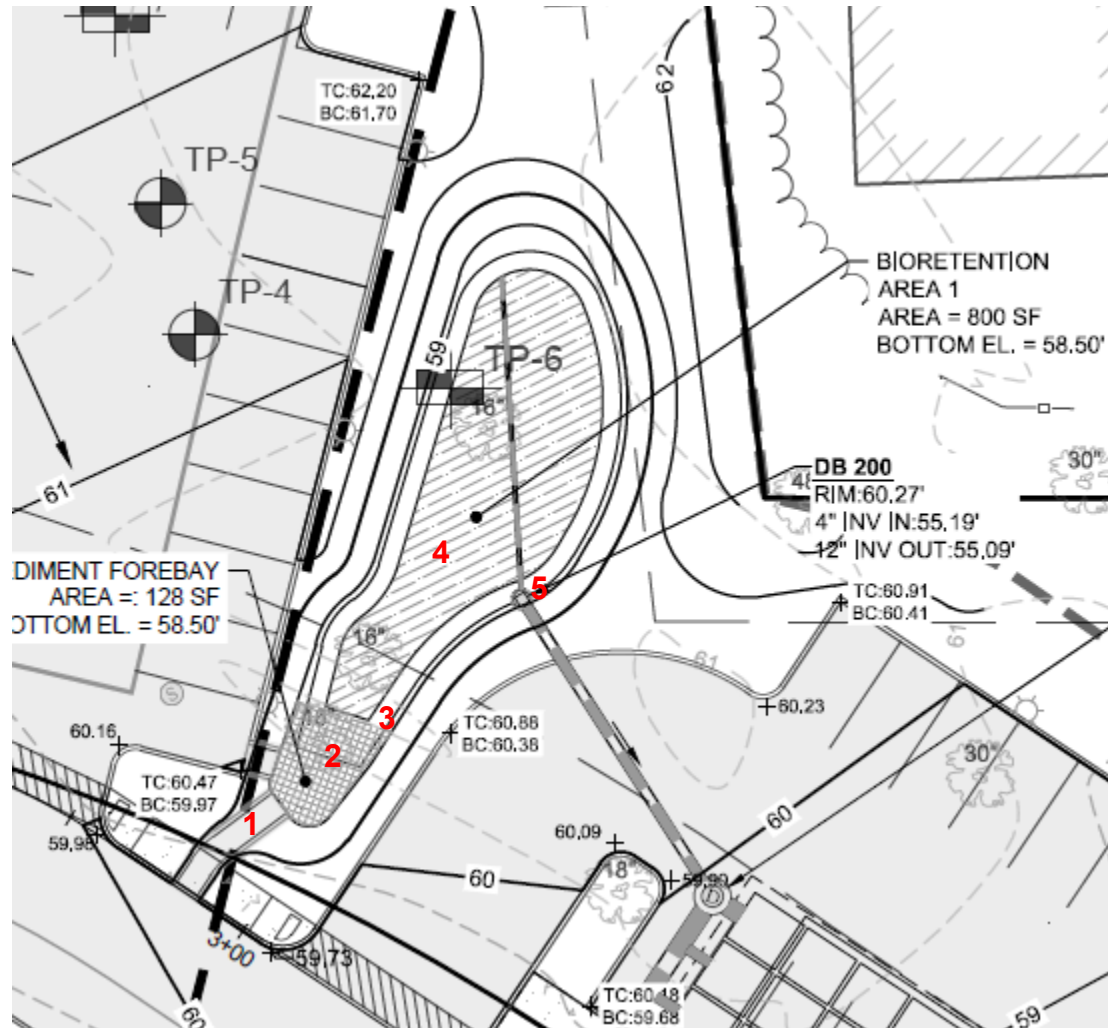 TC:62.20
BC:61.70
62
TP-5
BIORETENTION
AREA 1
AREA = 800 SF
BOTTOM EL. = 58.50'
TP-4
59
TP-6
16"
61
DB 200
RIM:60.27'
4" INV IN:55.19'
12" INV OUT:55.09'
48"
30"
4
5
EDIMENT FOREBAY
AREA =: 128 SF
OTTOM EL. = 58.50'
TC:60.91
BC:60.41
16"
61
61
S
3
TC:60.88
BC:60.38
60.23
60.16
2
30"
TC:60.47
BC:59.97
1
60
59.98
60.09
60
18"
59.90
D
3+00
59.73
TC:60.18
BC:59.68
60
59